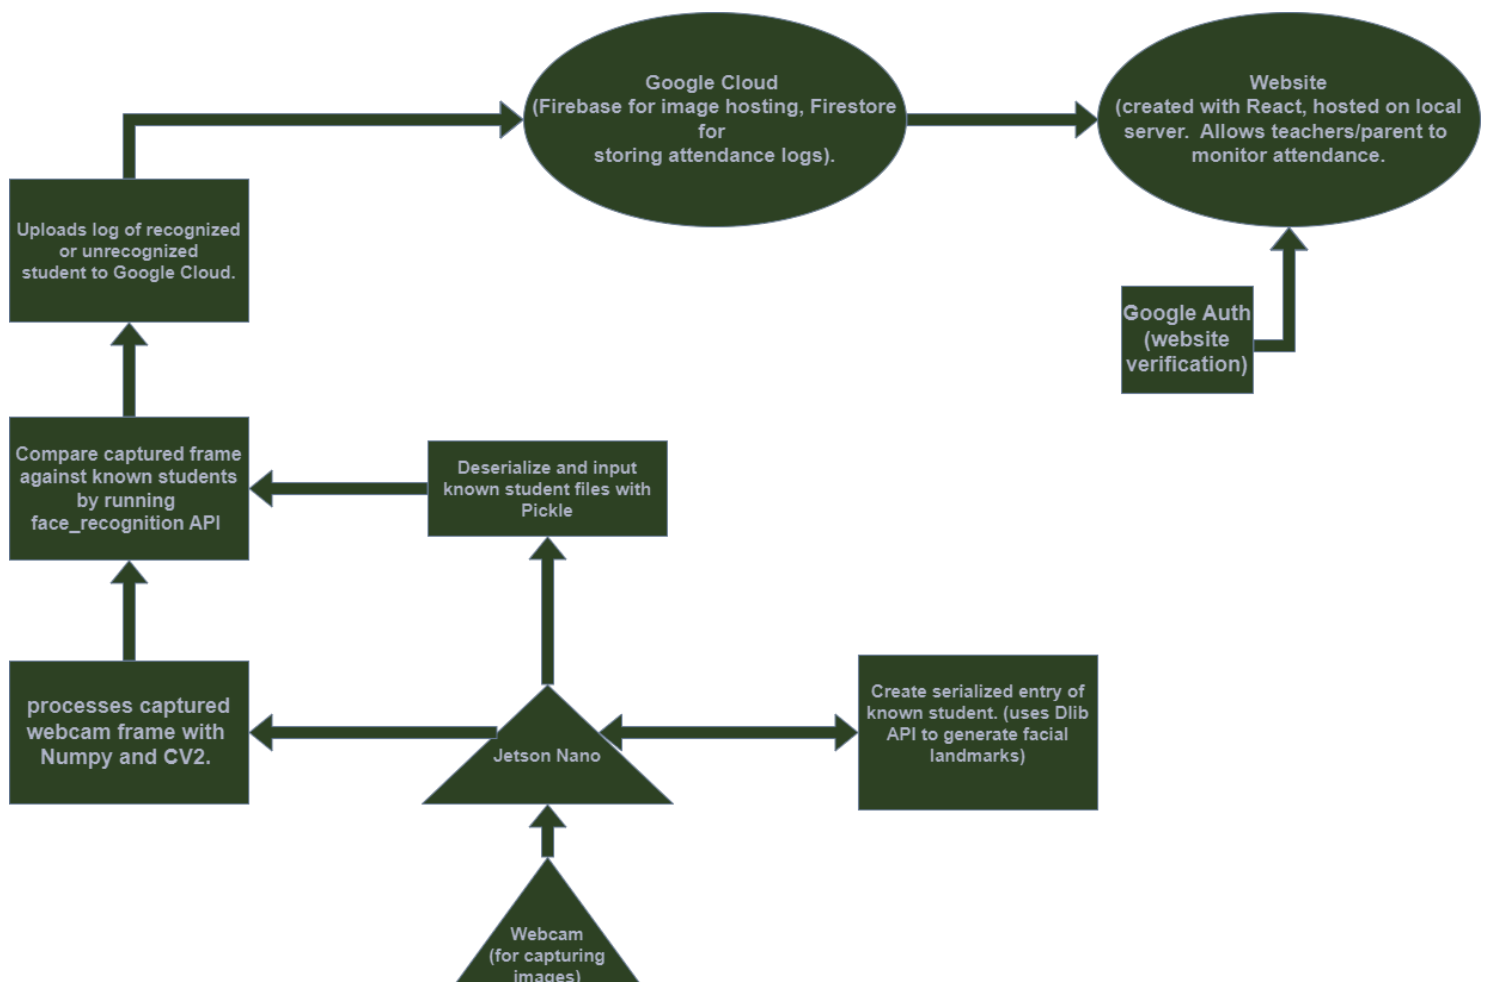 Google Cloud
(Firebase for image hosting, Firestore
for
storing attendance logs).
Website
(created with React, hosted on local
server.  Allows teachers/parent to
monitor attendance.
Uploads log of recognized
or unrecognized
student to Google Cloud.
Google Auth
(website
verification)
Compare captured frame
against known students
by running
face_recognition API
Deserialize and input
known student files with
Pickle
processes captured
webcam frame with
Numpy and CV2.
Jetson Nano
Create serialized entry of
known student. (uses Dlib
API to generate facial
landmarks)
Webcam
(for capturing
images)